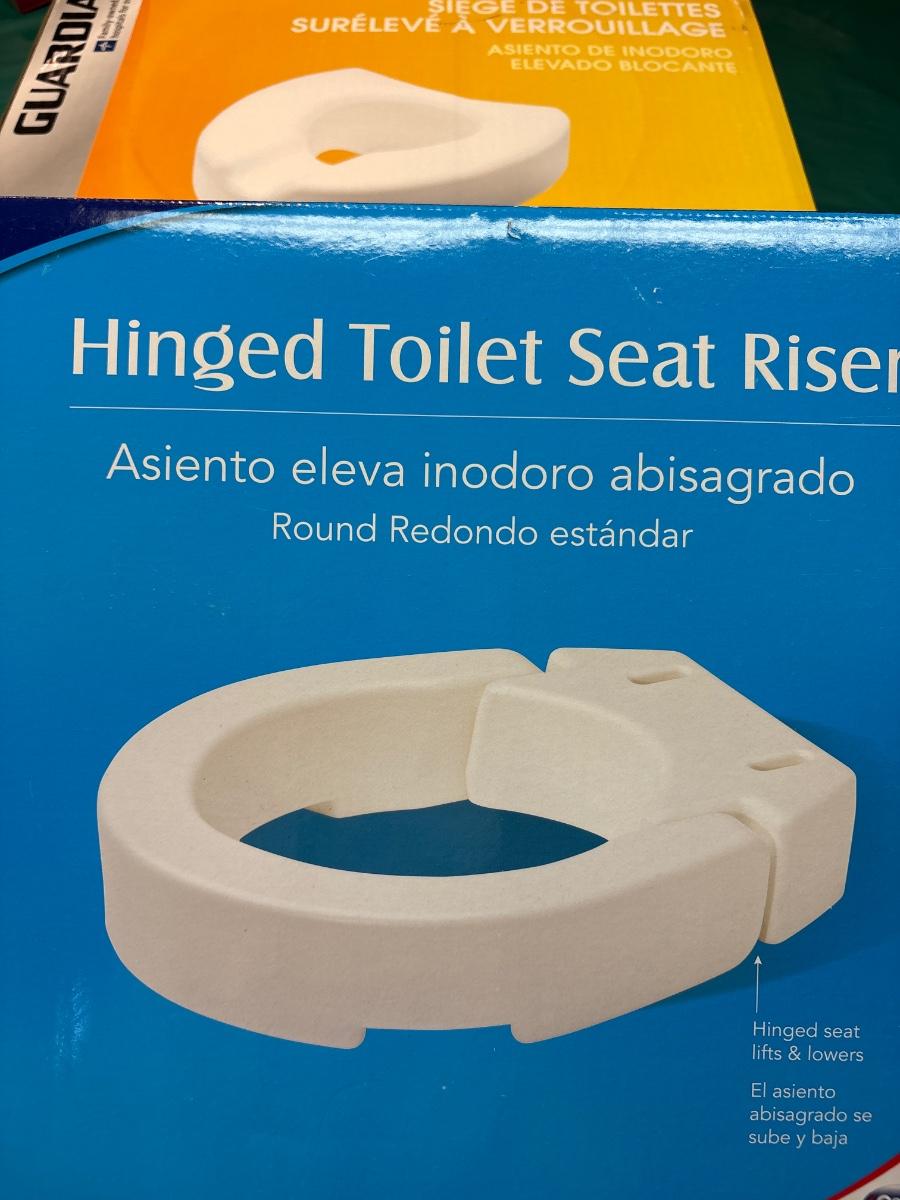 GUARDIA
SIÈGE DE TOILETTES
SURÉLEVÉ À VERROUILLAGE
ASIENTO DE INODORO
ELEVADO BLOCANTE
Hinged Toilet Seat Riser
Asiento eleva inodoro abisagrado
Round Redondo estándar
Hinged seat
lifts & lowers
El asiento
abisagrado se
sube y baja